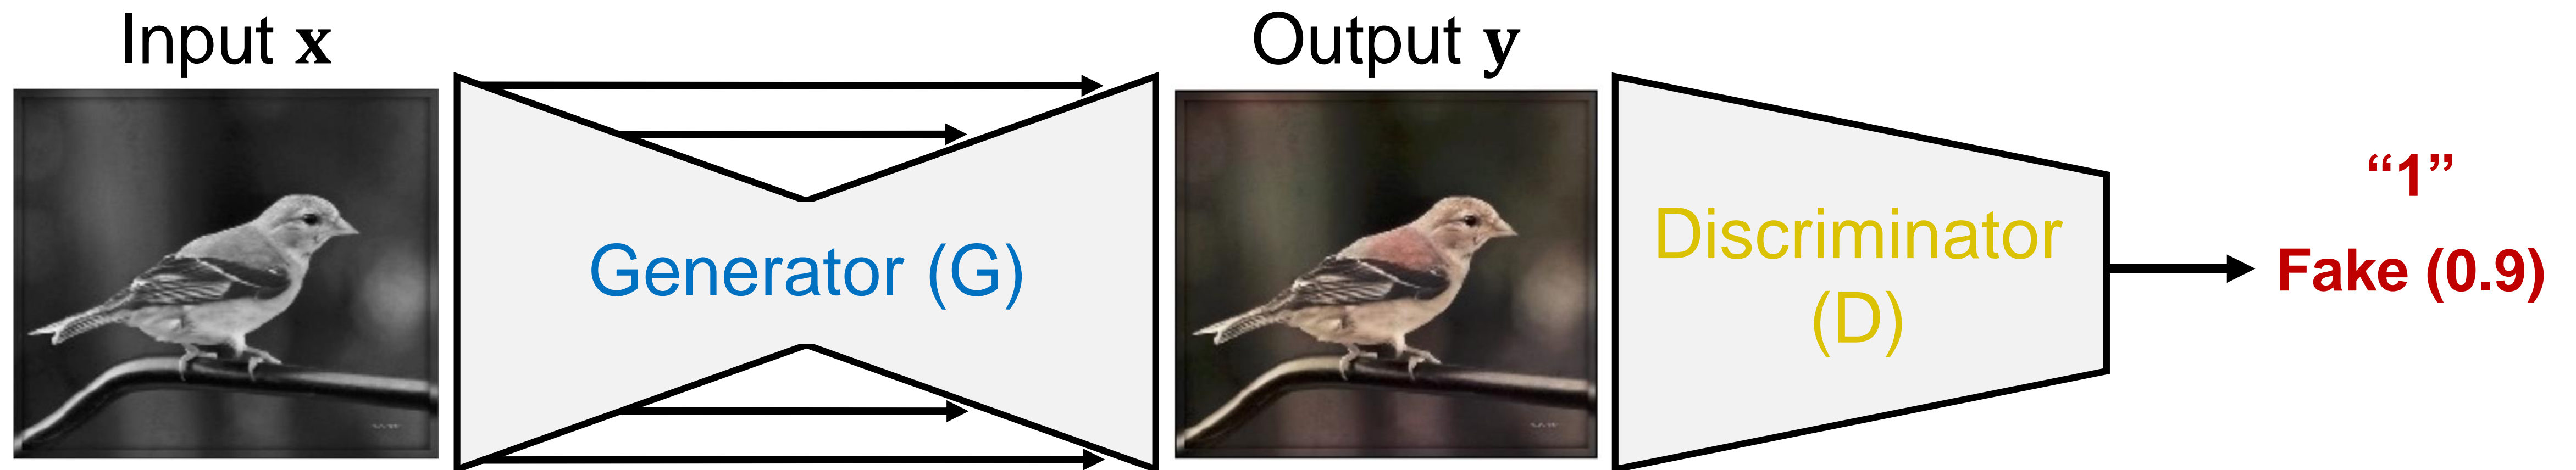 Input x
Output y
Generator (G)
Discriminator
(D)
“1”
Fake (0.9)